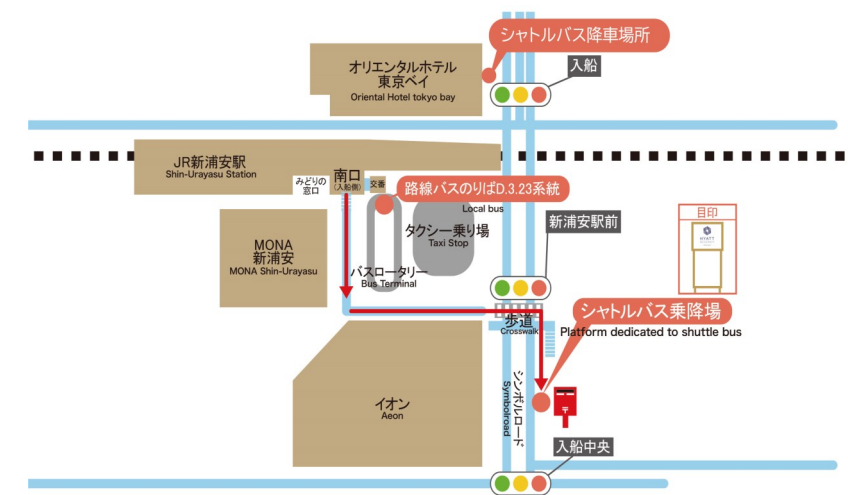 シャトルバス降車場所
入船
オリエンタルホテル
東京ベイ
Oriental Hotel tokyo bay
JR新浦安駅
Shin-Urayasu Station
南口
(入船側)
みどりの
窓口
交番
路線バスのりばD.3.23系統
Local bus
タクシー乗り場
Taxi Stop
新浦安駅前
目印
HYATT
MONA
新浦安
MONA Shin-Urayasu
バスロータリー
Bus Terminal
シャトルバス乗降場
Platform dedicated to shuttle bus
歩道
Crosswalk
シンボルロード
Symbolroad
イオン
Aeon
〒
入船中央